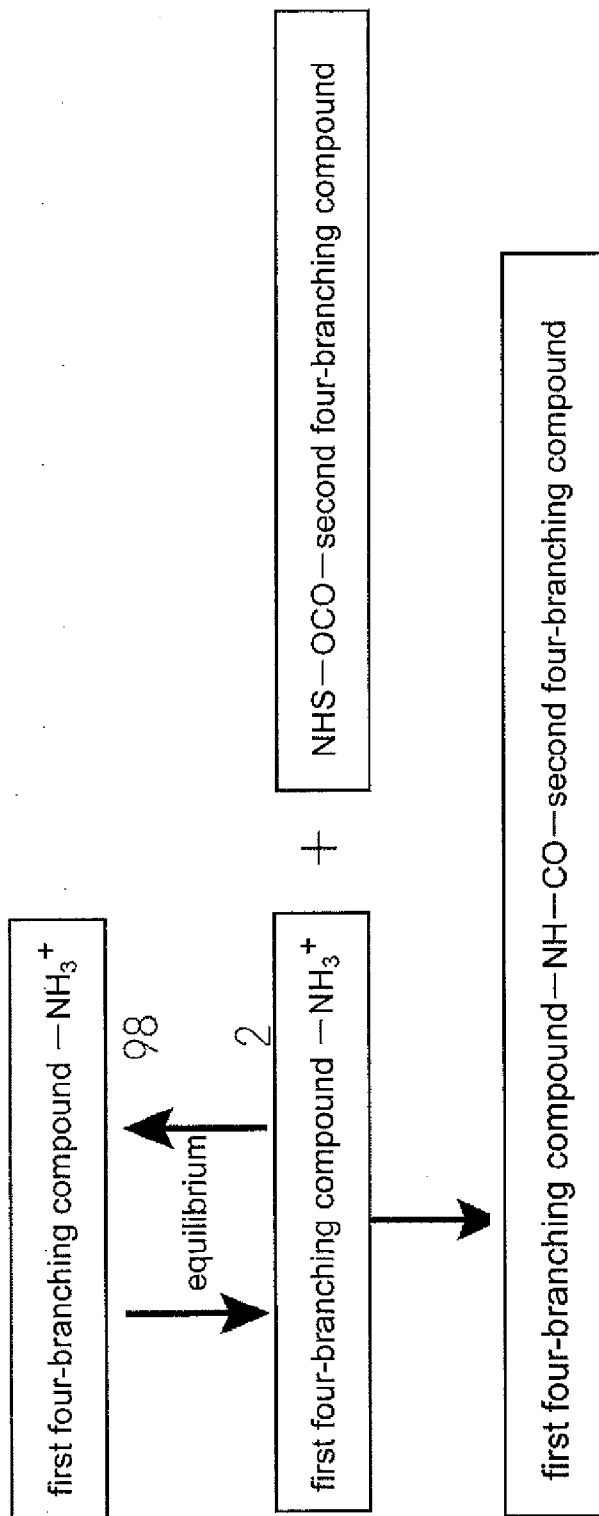 first four-branching compound —NH₃⁺
98
equilibrium
2
first four-branching compound —NH₃⁺ + NHS—OCO—second four-branching compound
first four-branching compound—NH—CO—second four-branching compound